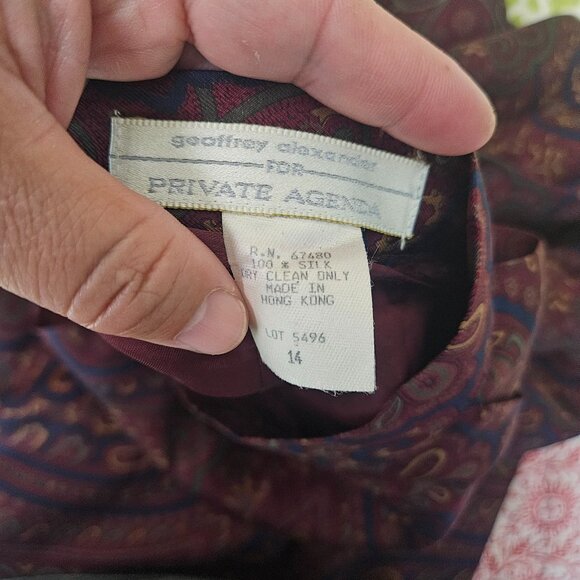 geoffrey alexander
FOR
PRIVATE AGENDA
R.N. 67480
100 % SILK
DRY CLEAN ONLY
MADE IN
HONG KONG
LOT 5496
14